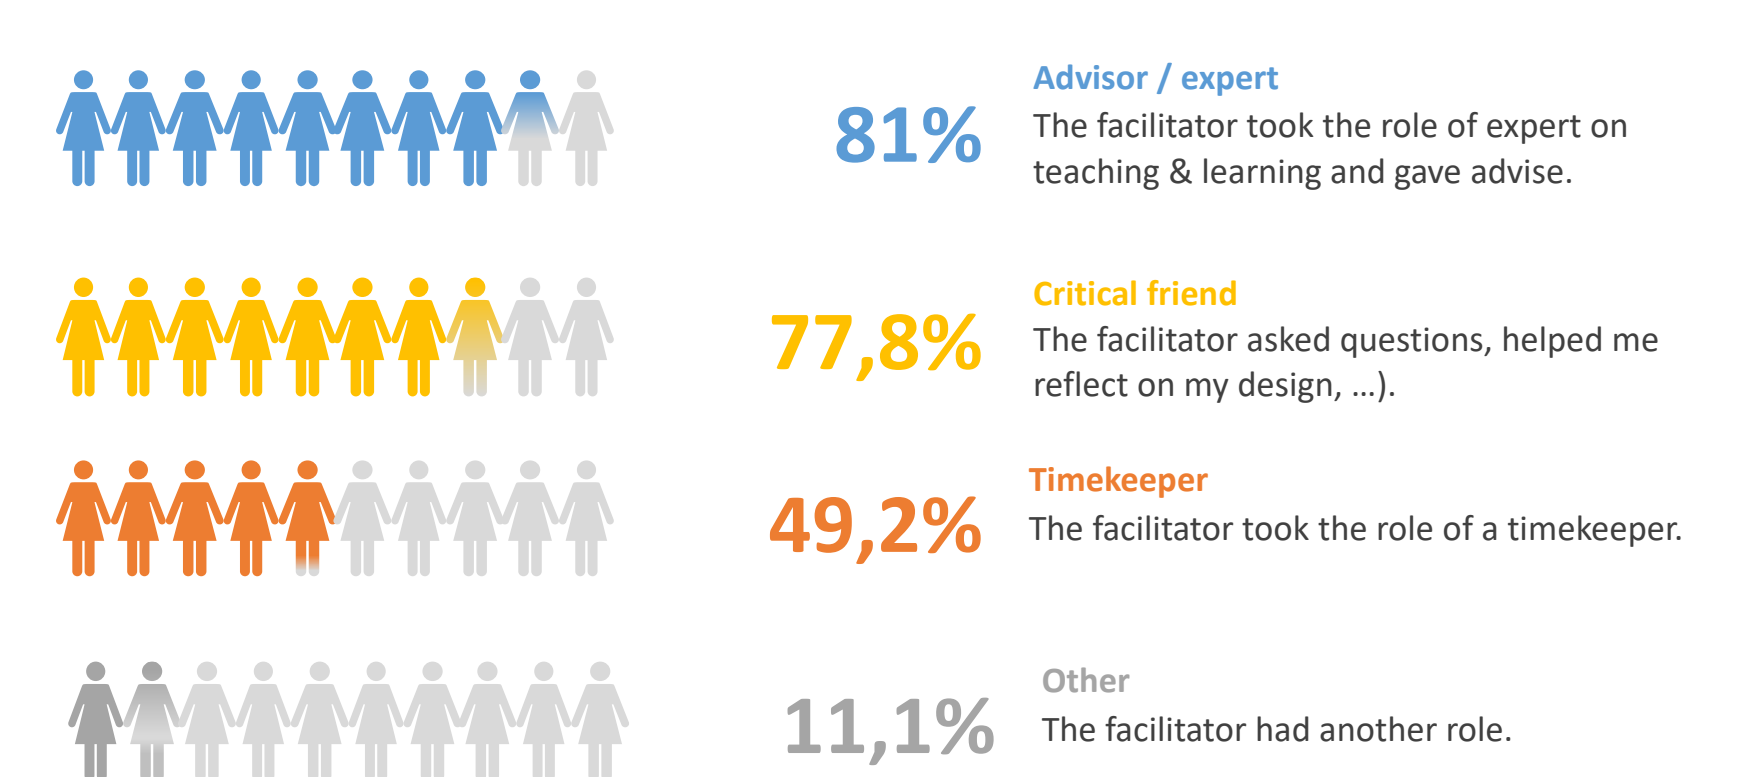 81%
Advisor / expert
The facilitator took the role of expert on
teaching & learning and gave advise.
77,8%
Critical friend
The facilitator asked questions, helped me
reflect on my design, …).
49,2%
Timekeeper
The facilitator took the role of a timekeeper.
11,1%
Other
The facilitator had another role.